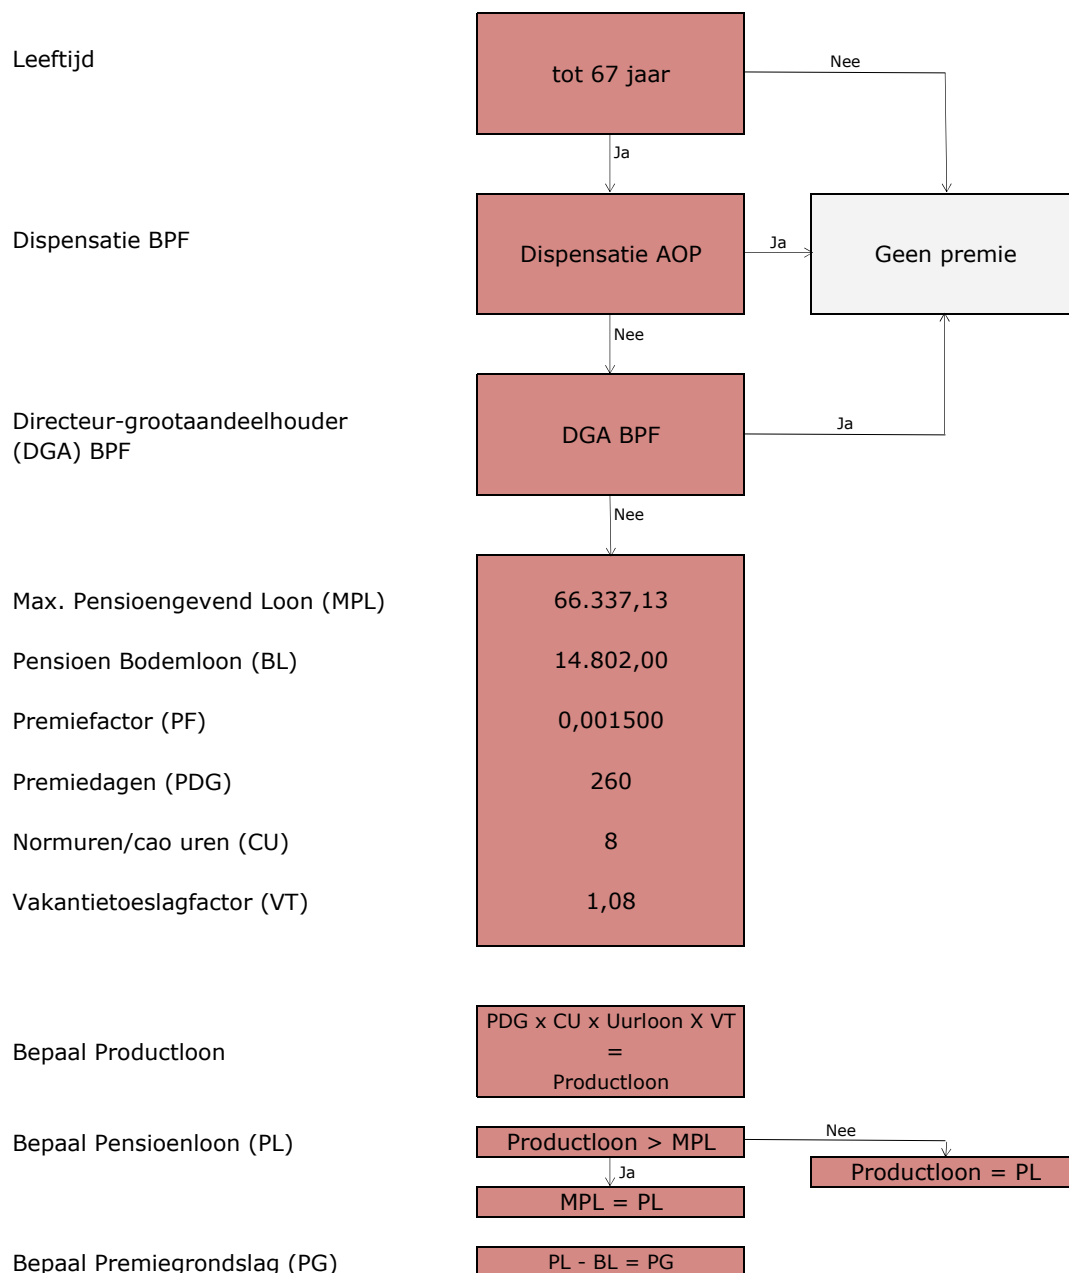 Leeftijd
tot 67 jaar
Nee
Ja
Dispensatie BPF
Dispensatie AOP
Ja
Geen premie
Nee
Directeur-grootaandeelhouder
(DGA) BPF
DGA BPF
Ja
Nee
Max. Pensioengevend Loon (MPL)
66.337,13
Pensioen Bodemloon (BL)
14.802,00
Premiefactor (PF)
0,001500
Premiedagen (PDG)
260
Normuren/cao uren (CU)
8
Vakantietoeslagfactor (VT)
1,08
Bepaal Productloon
PDG x CU x Uurloon X VT
=
Productloon
Bepaal Pensioenloon (PL)
Productloon > MPL
Nee
Ja
Productloon = PL
MPL = PL
Bepaal Premiegrondslag (PG)
PL - BL = PG